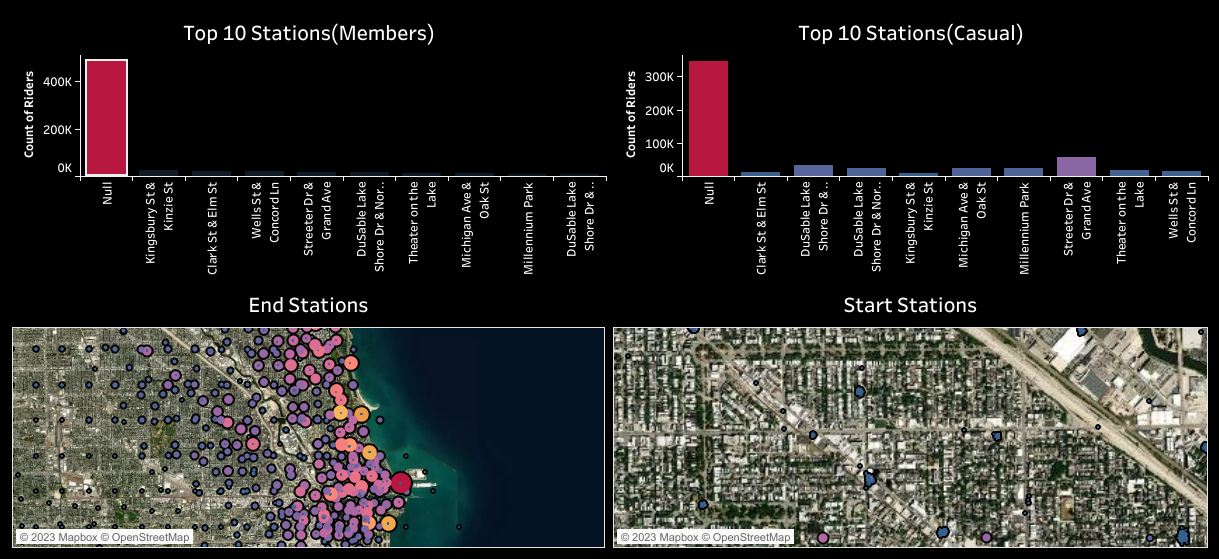 Top 10 Stations(Members)
Count of Riders
400K
200K
0K
Null
Kingsbury St &
Kinzie St
Clark St & Elm St
Wells St &
Concord Ln
Streeter Dr &
Grand Ave
DuSable Lake
Shore Dr & Nor..
Theater on the
Lake
Michigan Ave &
Oak St
Millennium Park
DuSable Lake
Shore Dr & ..
Top 10 Stations(Casual)
Count of Riders
300K
200K
100K
0K
Null
Clark St & Elm St
DuSable Lake
Shore Dr & ..
DuSable Lake
Shore Dr & Nor..
Kingsbury St &
Kinzie St
Michigan Ave &
Oak St
Millennium Park
Streeter Dr &
Grand Ave
Theater on the
Lake
Wells St &
Concord Ln
End Stations
© 2023 Mapbox © OpenStreetMap
Start Stations
© 2023 Mapbox © OpenStreetMap